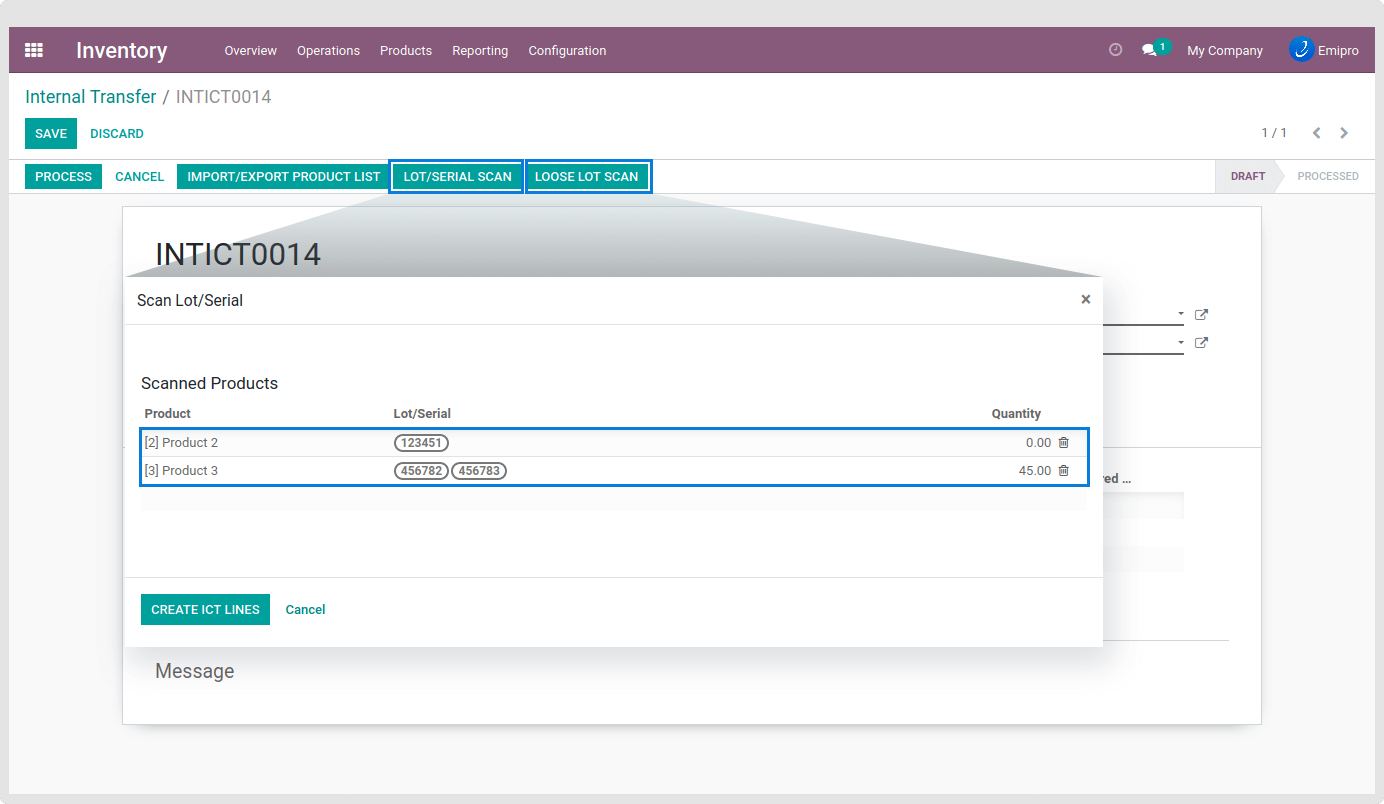 Inventory Overview Operations Products Reporting Configuration 1 My Company Emipro
Internal Transfer / INTICT0014
SAVE DISCARD 1 / 1
PROCESS CANCEL IMPORT/EXPORT PRODUCT LIST LOT/SERIAL SCAN LOOSE LOT SCAN DRAFT PROCESSED
INTICT0014
Scan Lot/Serial ×
Scanned Products
Product Lot/Serial Quantity
[2] Product 2 123451 0.00
[3] Product 3 456782 456783 45.00
CREATE ICT LINES Cancel
Message